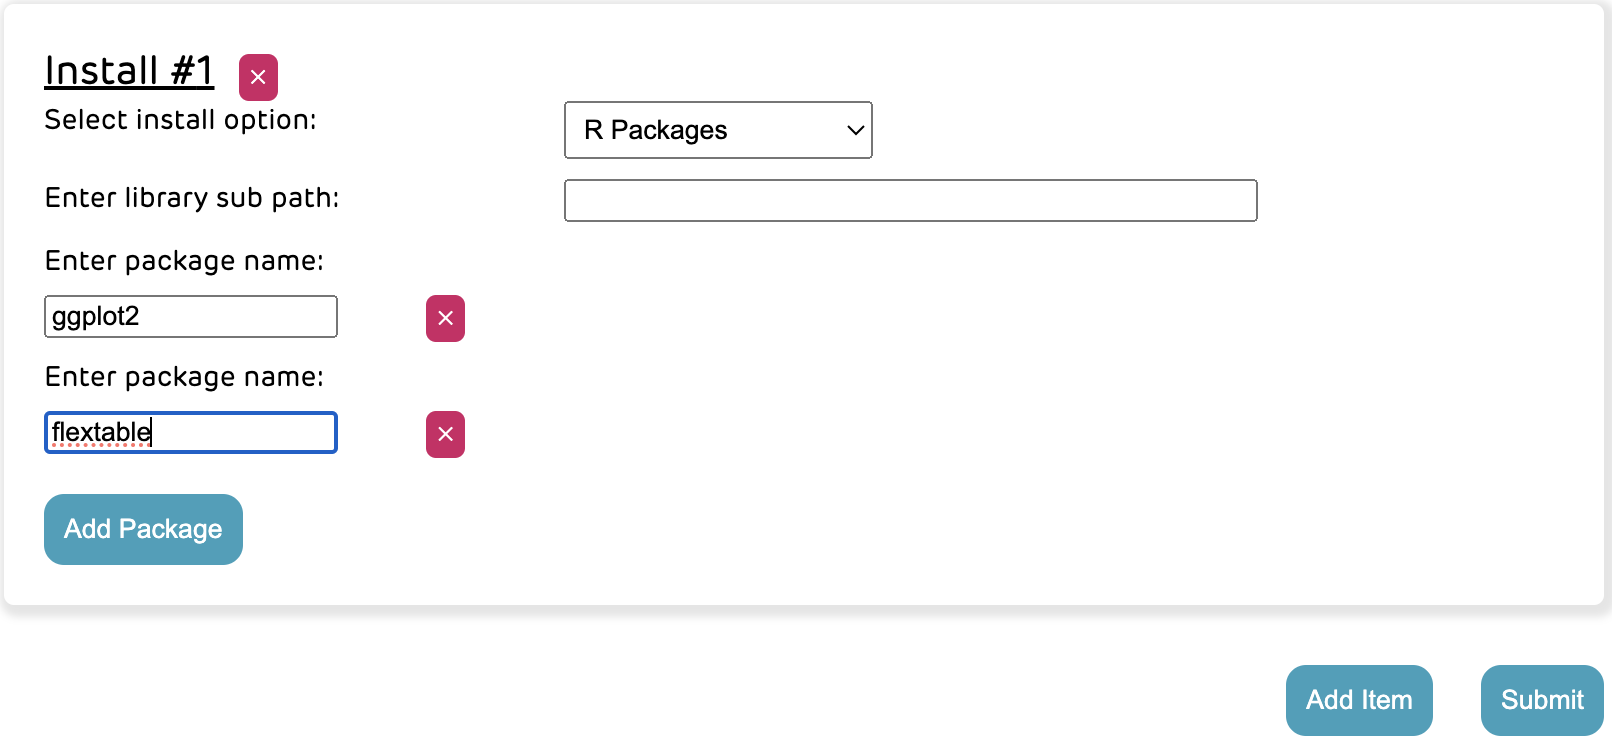 Install #1
Select install option:
R Packages
Enter library sub path:
Enter package name:
ggplot2
Enter package name:
flextable
Add Package
Add Item
Submit